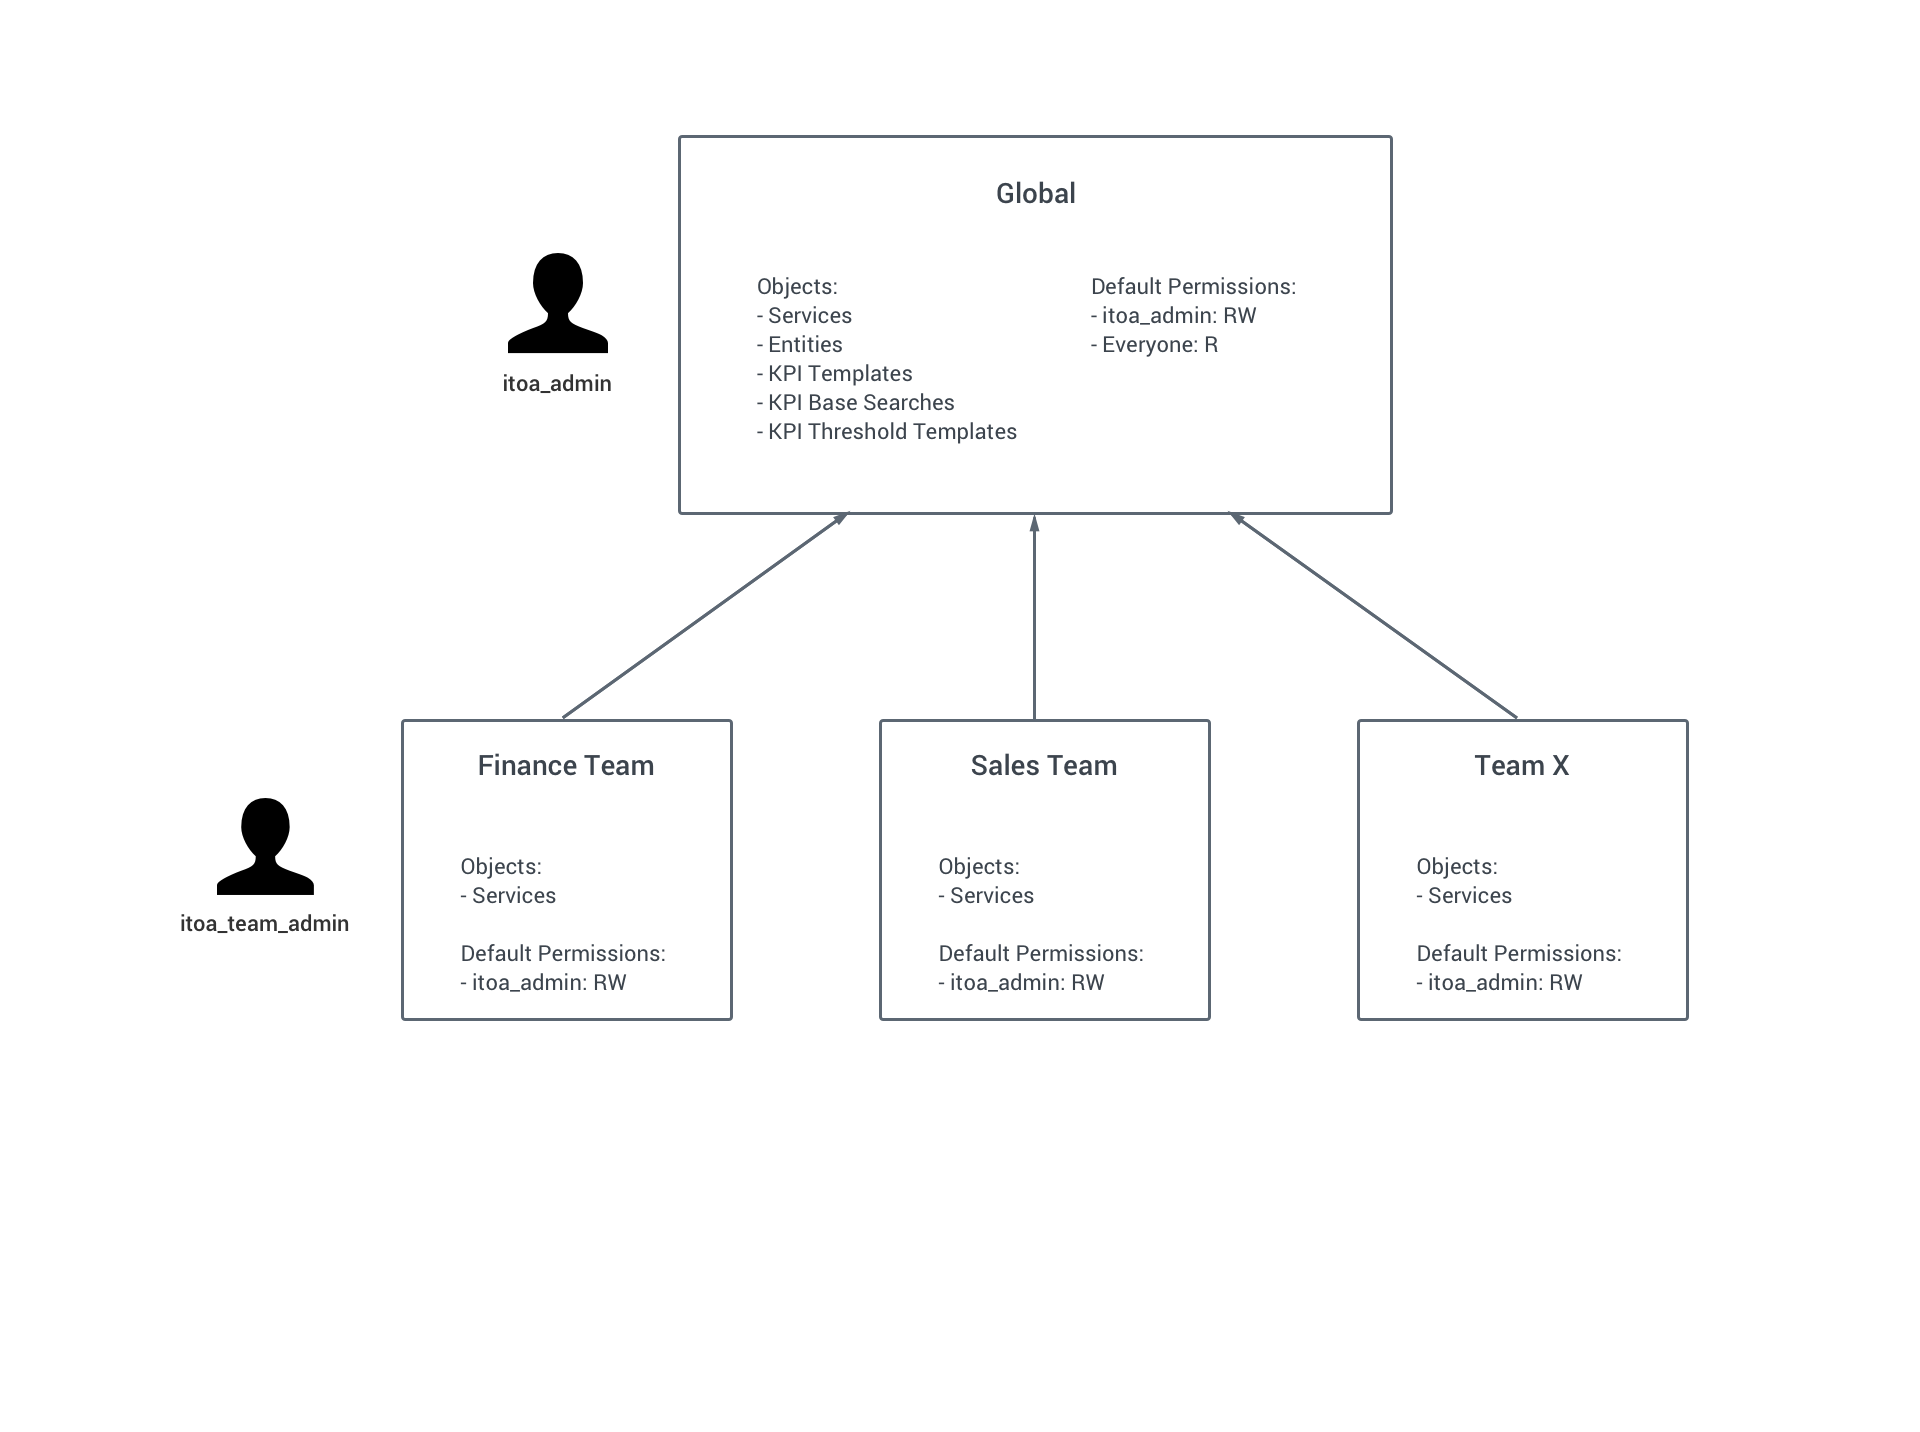 Global
itoa_admin
Objects:
- Services
- Entities
- KPI Templates
- KPI Base Searches
- KPI Threshold Templates
Default Permissions:
- itoa_admin: RW
- Everyone: R
itoa_team_admin
Finance Team
Objects:
- Services
Default Permissions:
- itoa_admin: RW
Sales Team
Objects:
- Services
Default Permissions:
- itoa_admin: RW
Team X
Objects:
- Services
Default Permissions:
- itoa_admin: RW